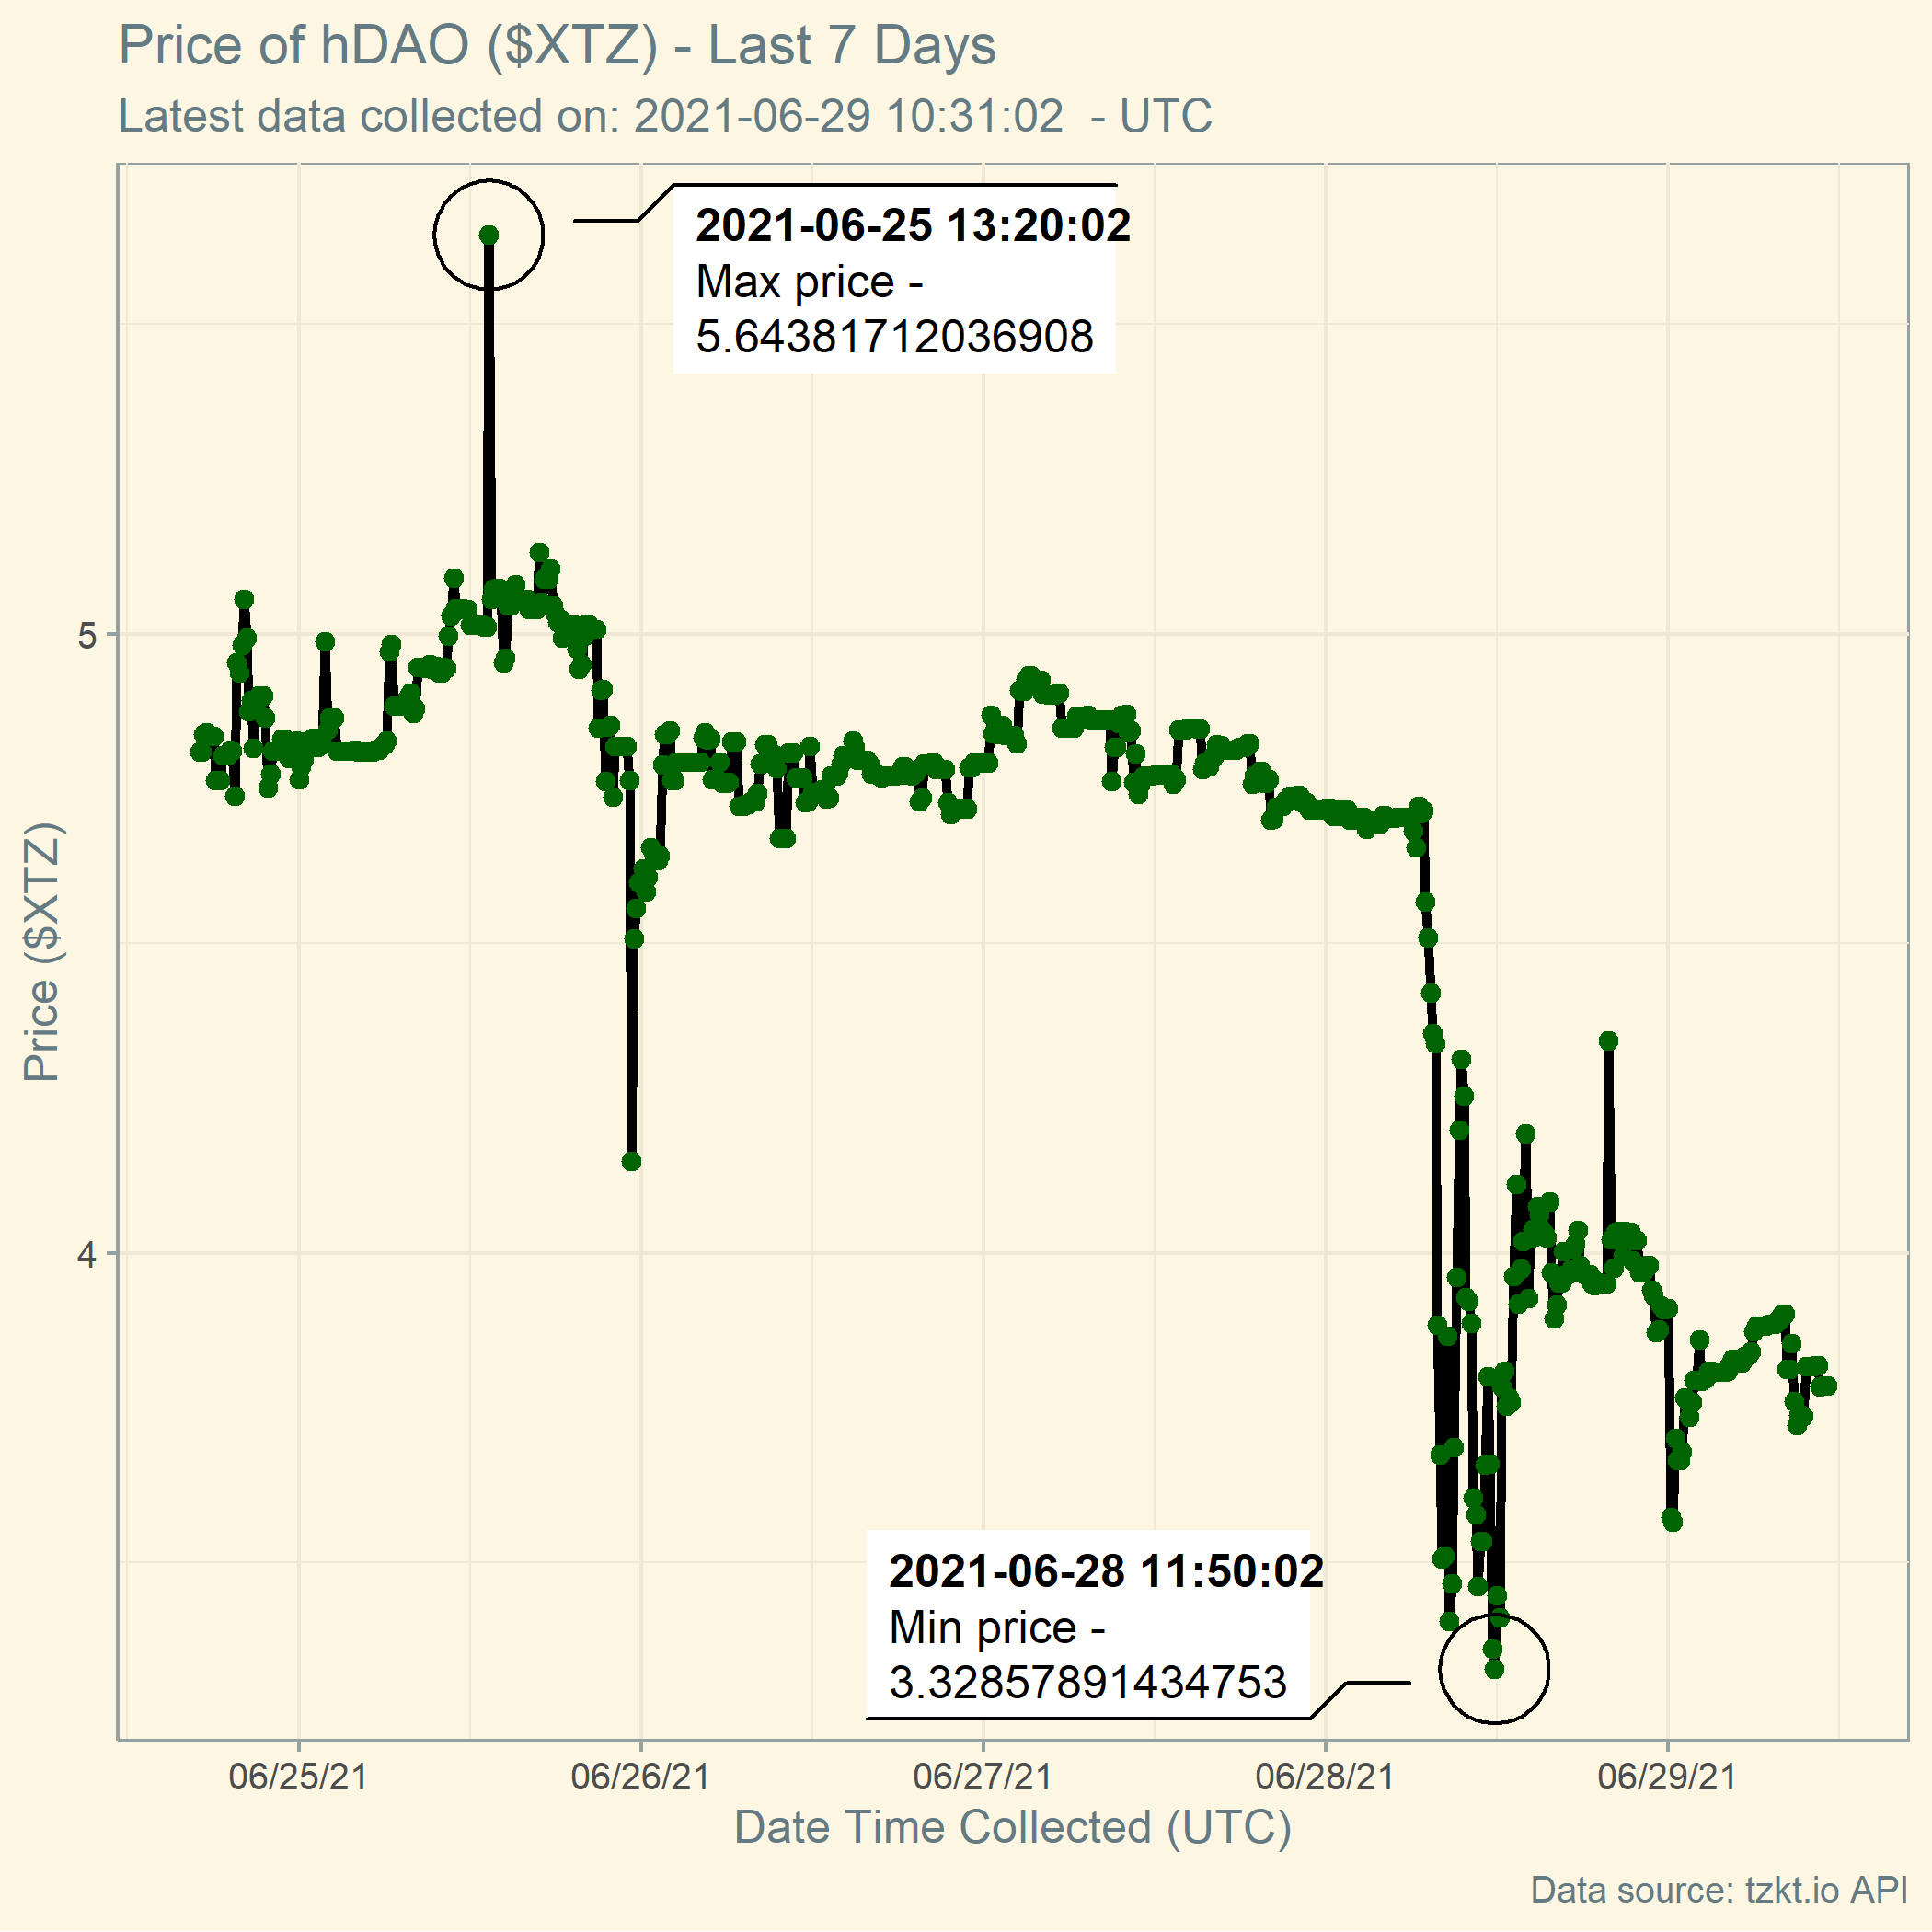 Price of hDAO ($XTZ) - Last 7 Days
Latest data collected on: 2021-06-29 10:31:02  - UTC
2021-06-25 13:20:02
Max price -
5.64381712036908
5
Price ($XTZ)
4
2021-06-28 11:50:02
Min price -
3.32857891434753
06/25/21
06/26/21
06/27/21
06/28/21
06/29/21
Date Time Collected (UTC)
Data source: tzkt.io API